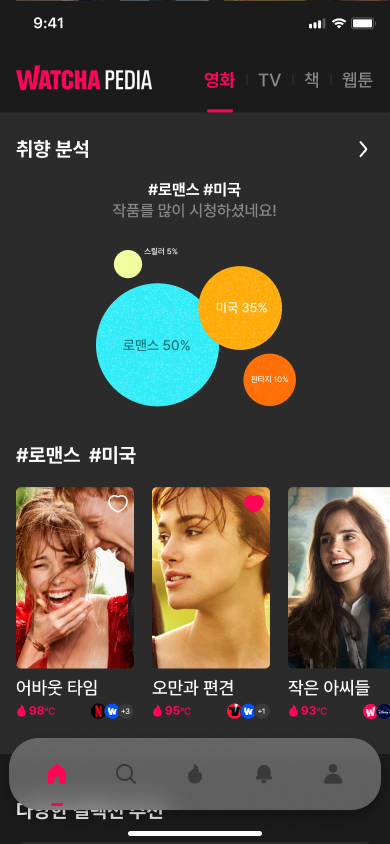 9:41
WATCHA PEDIA
영화 TV 책 웹툰
취향 분석
#로맨스 #미국
작품를 많이 시청하셨네요!
스릴러 5%
미국 35%
로맨스 50%
판타지 10%
#로맨스 #미국
어바웃 타임 오만과 편견 작은 아씨들
98°C N W +3 95°C W +1 93°C W
다양한 컬렉션 추천